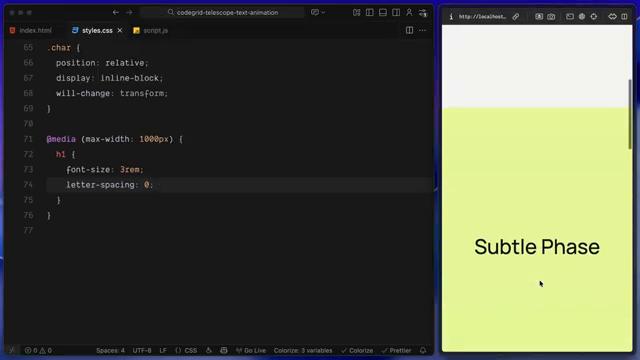 codegrid-telescope-text-animation
index.html
styles.css
script.js
65 .char {
66 position: relative;
67 display: inline-block;
68 will-change: transform;
69 }
70
71 @media (max-width: 1000px) {
72 h1 {
73 font-size: 3rem;
74 letter-spacing: 0;
75 }
76 }
77
http://localhost...
Subtle Phase
0 0
Spaces: 4 UTF-8 LF {} CSS Go Live Colorize: 3 variables Colorize Prettier